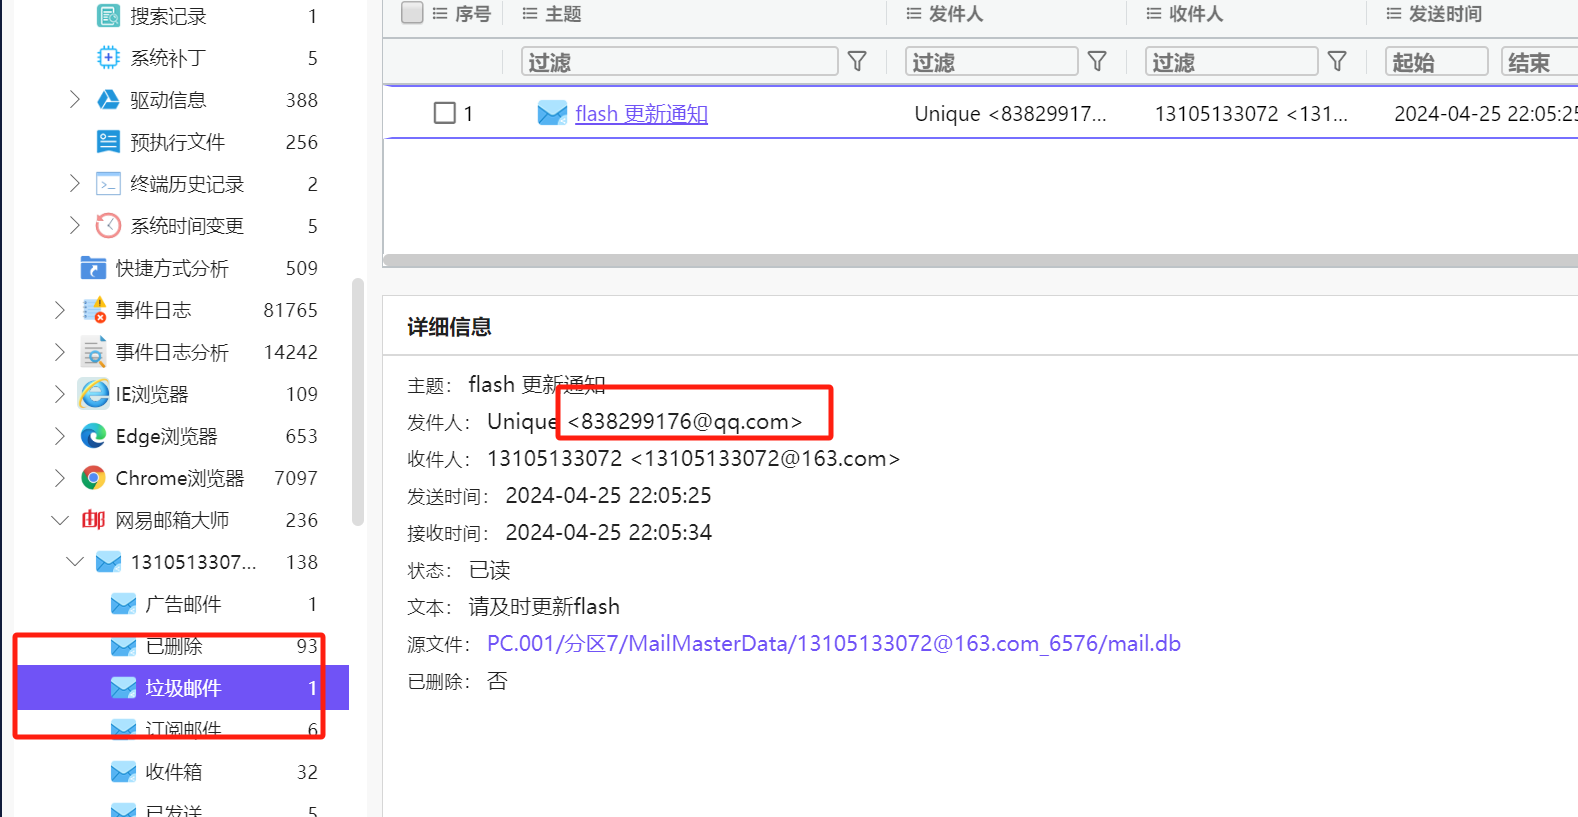 搜索记录 1
系统补丁 5
驱动信息 388
预执行文件 256
终端历史记录 2
系统时间变更 5
快捷方式分析 509
事件日志 81765
事件日志分析 14242
IE浏览器 109
Edge浏览器 653
Chrome浏览器 7097
网易邮箱大师 236
1310513307... 138
广告邮件 1
已删除 93
垃圾邮件 1
订阅邮件 6
收件箱 32
已发送 5
序号 主题 发件人 收件人 发送时间
过滤 过滤 过滤 起始 结束
1 flash 更新通知 Unique <83829917... 13105133072 <131... 2024-04-25 22:05:25
详细信息
主题： flash 更新通知
发件人： Unique <838299176@qq.com>
收件人： 13105133072 <13105133072@163.com>
发送时间： 2024-04-25 22:05:25
接收时间： 2024-04-25 22:05:34
状态： 已读
文本： 请及时更新flash
源文件： PC.001/分区7/MailMasterData/13105133072@163.com_6576/mail.db
已删除： 否